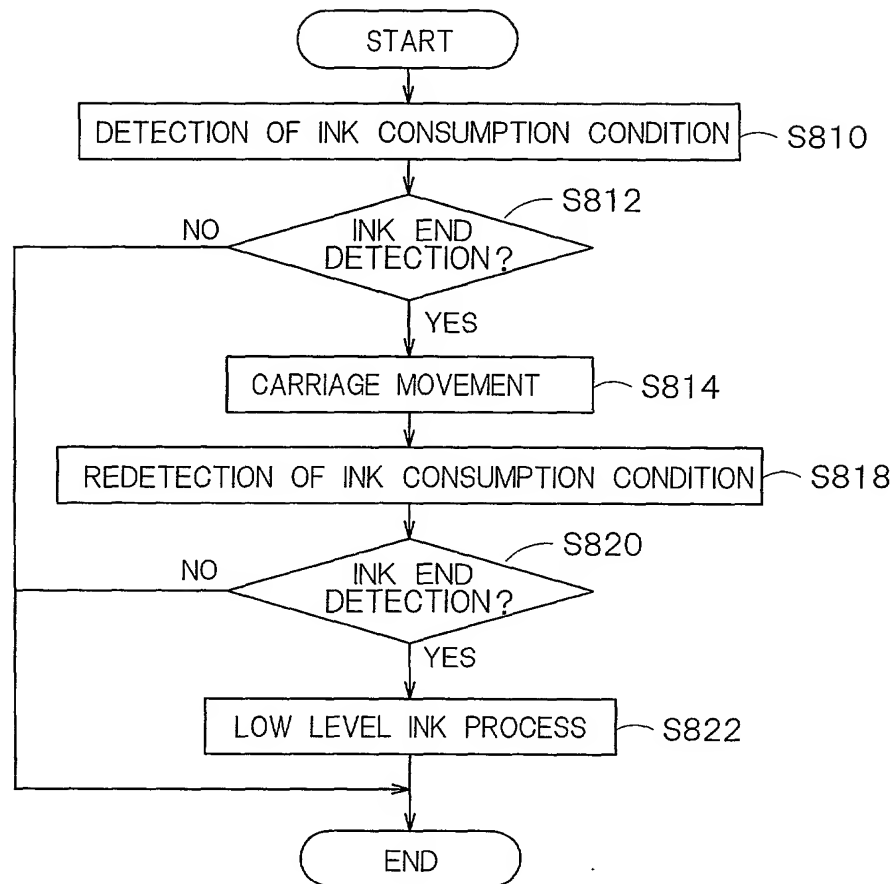 START
DETECTION OF INK CONSUMPTION CONDITION
S810
S812
NO
INK END
DETECTION?
YES
CARRIAGE MOVEMENT
S814
REDETECTION OF INK CONSUMPTION CONDITION
S818
S820
NO
INK END
DETECTION?
YES
LOW LEVEL INK PROCESS
S822
END